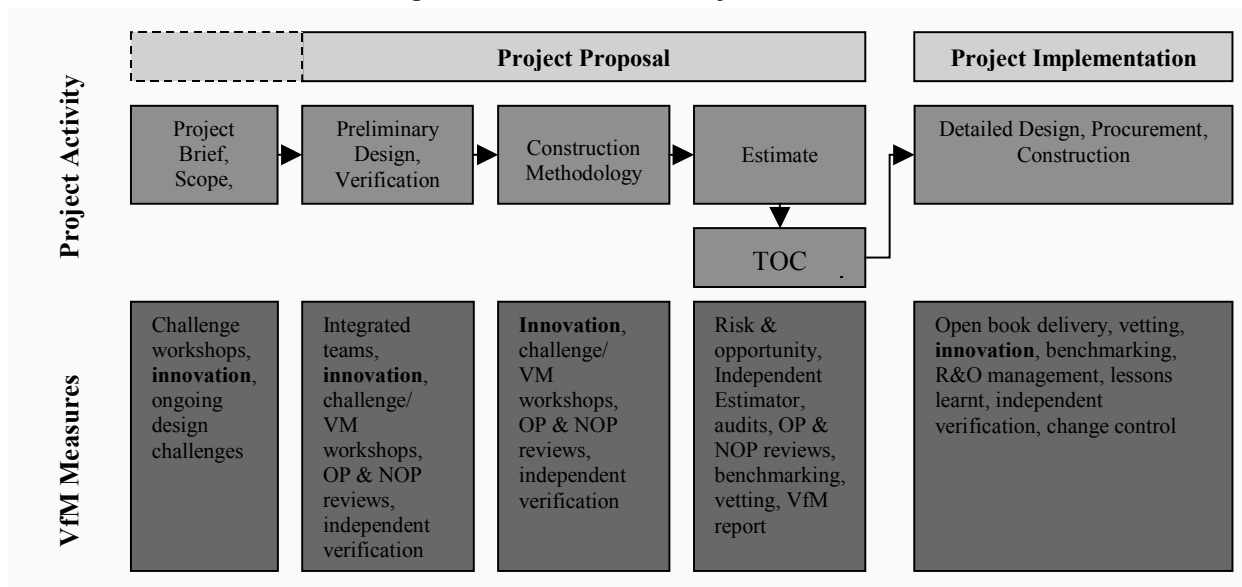 Project Proposal
Project Implementation
Project Activity
Project
Brief,
Scope,
Preliminary
Design,
Verification
Construction
Methodology
Estimate
Detailed Design, Procurement,
Construction
TOC .
VfM Measures
Challenge
workshops,
innovation,
ongoing
design
challenges
Integrated
teams,
innovation,
challenge/
VM
workshops,
OP & NOP
reviews,
independent
verification
Innovation,
challenge/
VM
workshops,
OP & NOP
reviews,
independent
verification
Risk &
opportunity,
Independent
Estimator,
audits, OP &
NOP reviews,
benchmarking,
vetting, VfM
report
Open book delivery, vetting,
innovation, benchmarking,
R&O management, lessons
learnt, independent
verification, change control